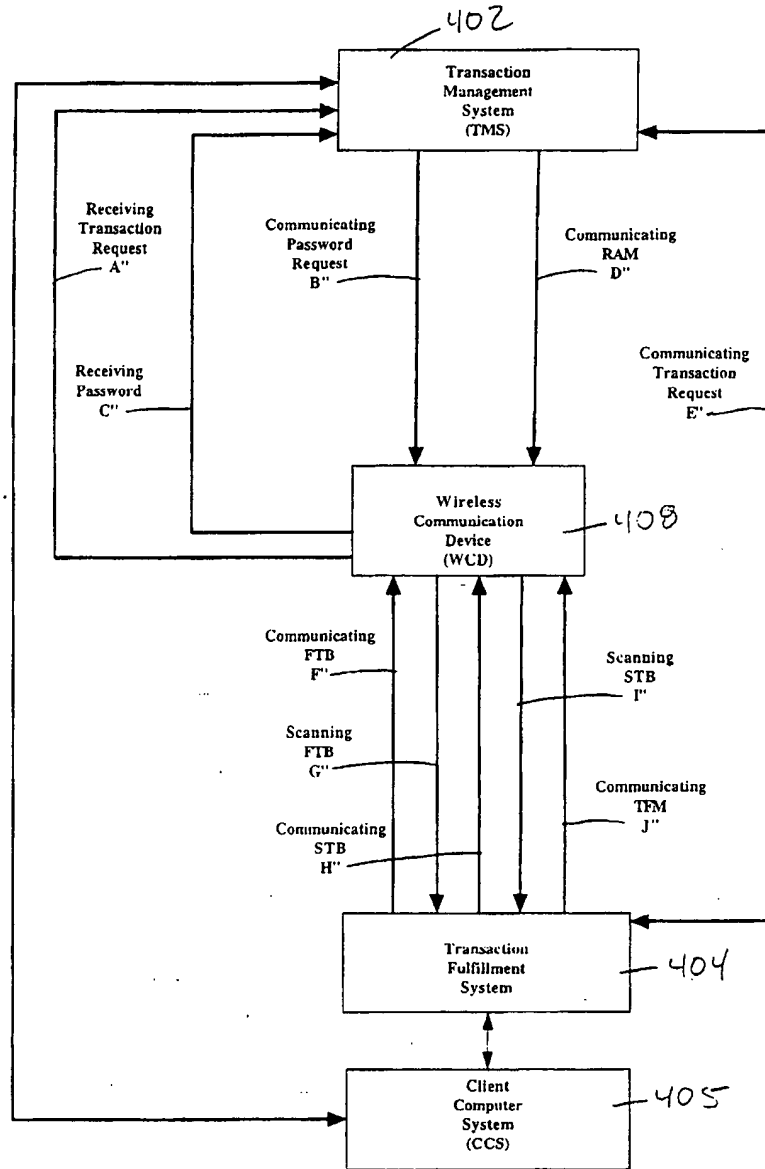 402
Transaction
Management
System
(TMS)
Receiving
Transaction
Request
A"
Communicating
Password
Request
B"
Communicating
RAM
D"
Receiving
Password
C"
Communicating
Transaction
Request
E"
Wireless
Communication
Device
(WCD)
408
Communicating
FTB
F"
Scanning
STB
I"
Scanning
FTB
G"
Communicating
TFM
J"
Communicating
STB
H"
Transaction
Fulfillment
System
404
Client
Computer
System
(CCS)
405